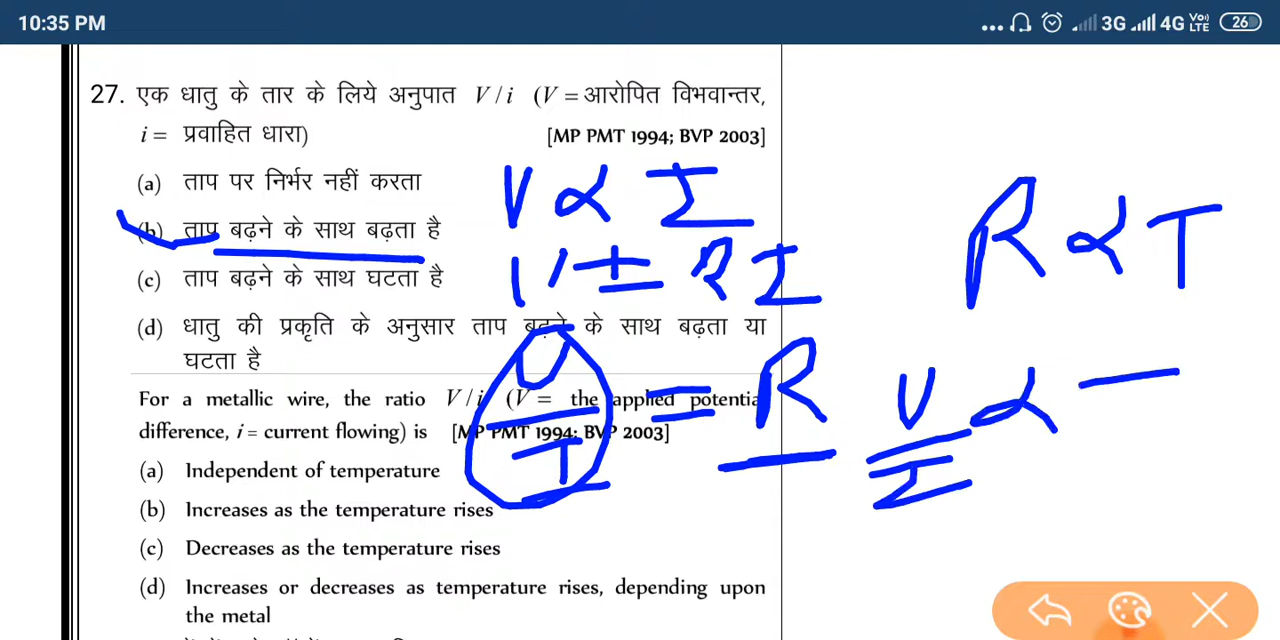 10:35 PM ... 3G 4G Vo) LTE 26
27. एक धातु के तार के लिये अनुपात V/i (V = आरोपित विभवान्तर,
i = प्रवाहित धारा) [MP PMT 1994; BVP 2003]
(a) ताप पर निर्भर नहीं करता
(b) ताप बढ़ने के साथ बढ़ता है
(c) ताप बढ़ने के साथ घटता है
(d) धातु की प्रकृति के अनुसार ताप बढ़ने के साथ बढ़ता या
घटता है
V ∝ I
V = R I
V/I = R
R ∝ T
V/I ∝
For a metallic wire, the ratio V/i (V = the applied potential
difference, i = current flowing) is [MP PMT 1994; BVP 2003]
(a) Independent of temperature
(b) Increases as the temperature rises
(c) Decreases as the temperature rises
(d) Increases or decreases as temperature rises, depending upon
the metal